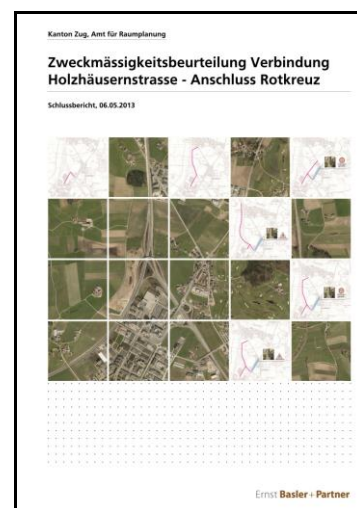 Kanton Zug, Amt für Raumplanung
Zweckmässigkeitsbeurteilung Verbindung
Holzhäusernstrasse - Anschluss Rotkreuz
Schlussbericht, 06.05.2013
Ernst Basler + Partner